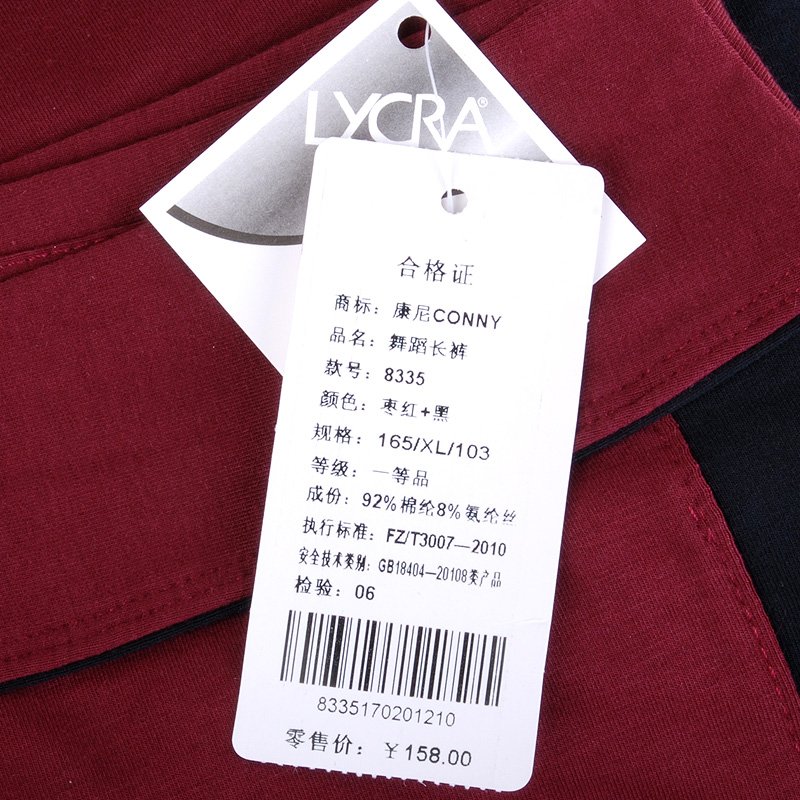 LYCRA®
合格证
商标：康尼CONNY
品名：舞蹈长裤
款号：8335
颜色：枣红+黑
规格：165/XL/103
等级：一等品
成份：92%棉纶8%氨纶丝
执行标准：FZ/T3007—2010
安全技术类别：GB18404—20108类产品
检验：06
8335170201210
零售价：￥158.00